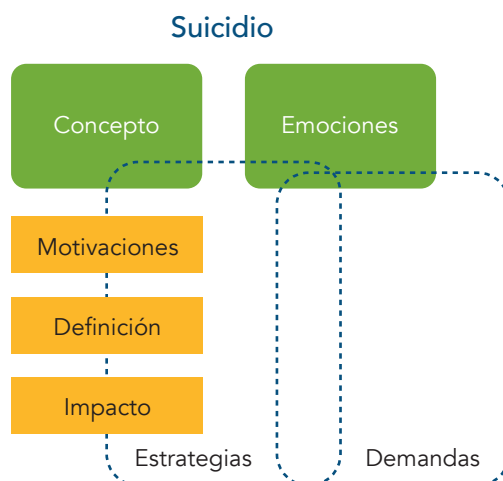 Suicidio
Concepto
Emociones
Motivaciones
Definición
Impacto
Estrategias
Demandas